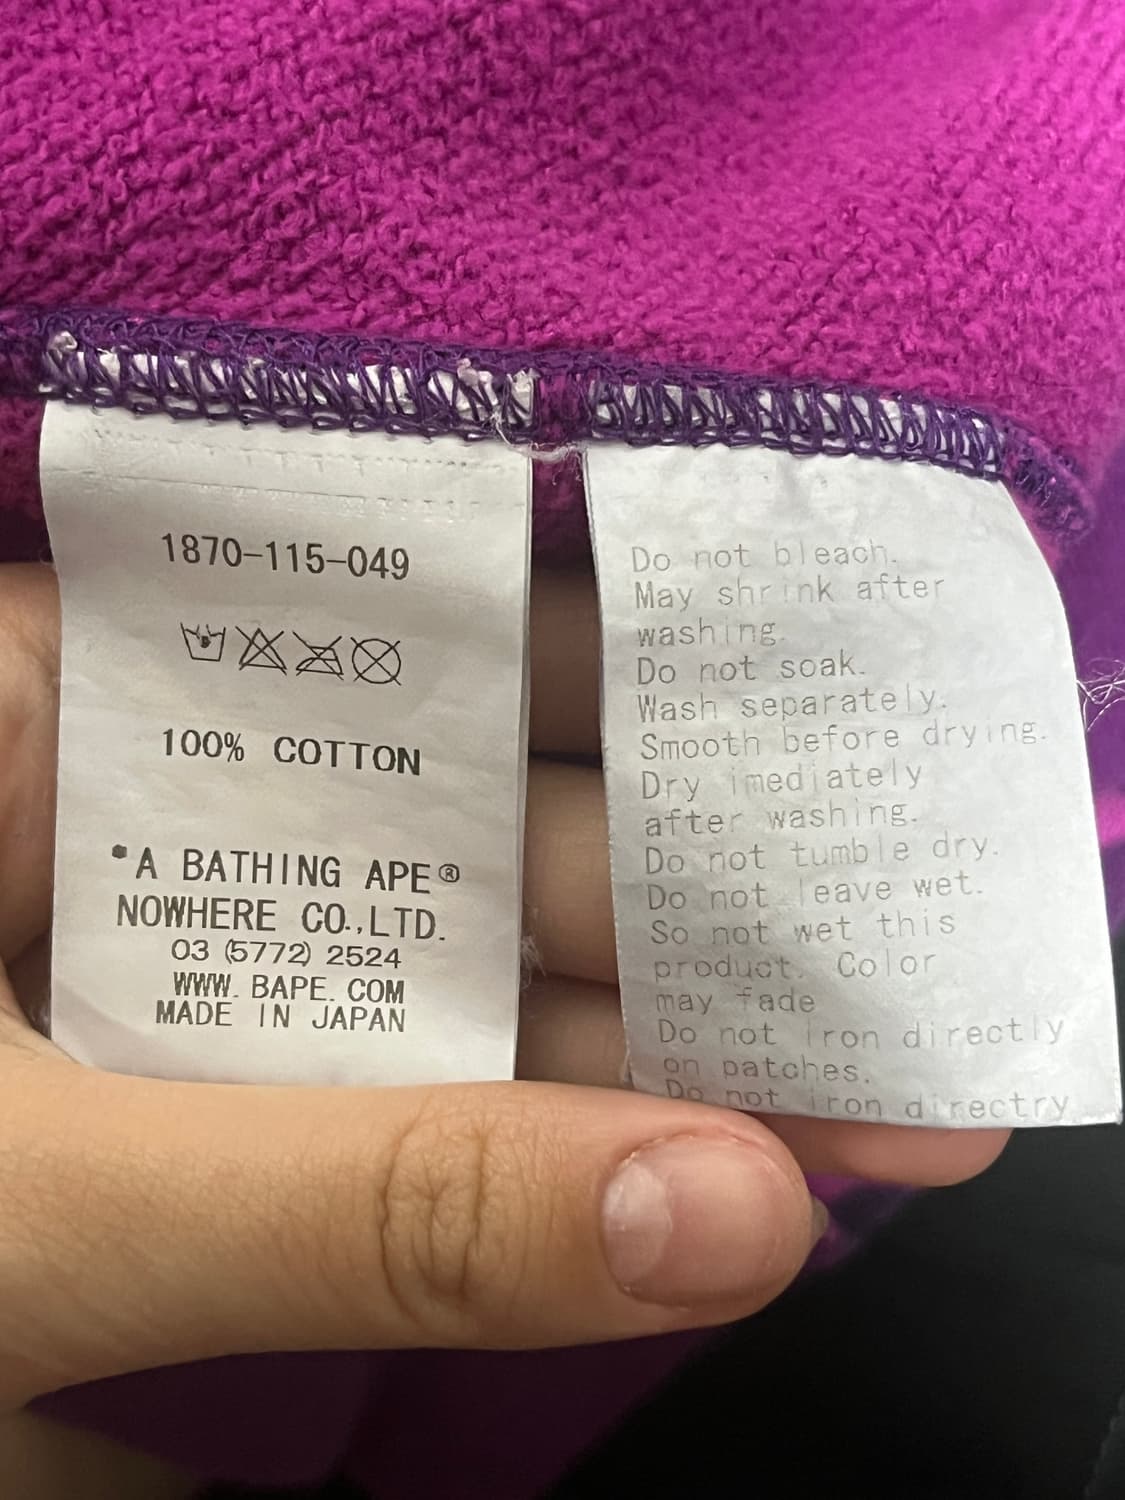 1870-115-049
100% COTTON
A BATHING APE®
NOWHERE CO.,LTD.
03 (5772) 2524
WWW. BAPE. COM
MADE IN JAPAN
Do not bleach.
May shrink after
washing.
Do not soak.
Wash separately.
Smooth before drying.
Dry imediately
after washing.
Do not tumble dry.
Do not leave wet.
So not wet this
product. Color
may fade
Do not iron directly
on patches.
Do not iron directry